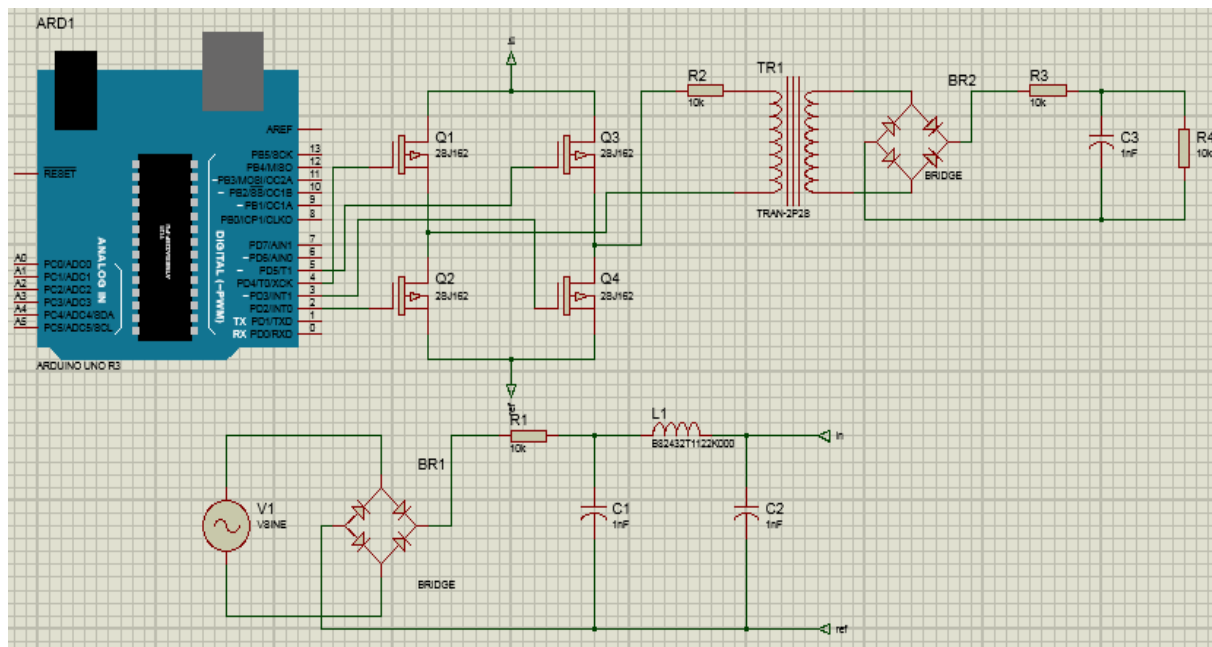 ARD1
ARDUINO UNO R3
RESET
AREF
PB5/SCK
13
PB4/MISO
12
~PB3/MOSI/OC2A
11
~PB2/SS/OC1B
10
~PB1/OC1A
9
PB0/ICP1/CLKO
8
PD7/AIN1
7
~PD6/AIN0
6
~PD5/T1
5
PD4/T0/XCK
4
~PD3/INT1
3
PD2/INT0
2
TX PD1/TXD
1
RX PD0/RXD
0
DIGITAL (~PWM)
ANALOG IN
A0
PC0/ADC0
A1
PC1/ADC1
A2
PC2/ADC2
A3
PC3/ADC3
A4
PC4/ADC4/SDA
A5
PC5/ADC5/SCL
in
Q1
2SJ162
Q3
2SJ162
Q2
2SJ162
Q4
2SJ162
ref
R2
10k
TR1
TRAN-2P2S
BR2
BRIDGE
R3
10k
C3
1nF
R4
10k
V1
VSINE
BR1
BRIDGE
R1
10k
L1
B82432T1122K000
C1
1nF
C2
1nF
in
ref